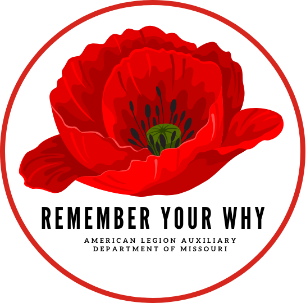 REMEMBER YOUR WHY
AMERICAN LEGION AUXILIARY
DEPARTMENT OF MISSOURI